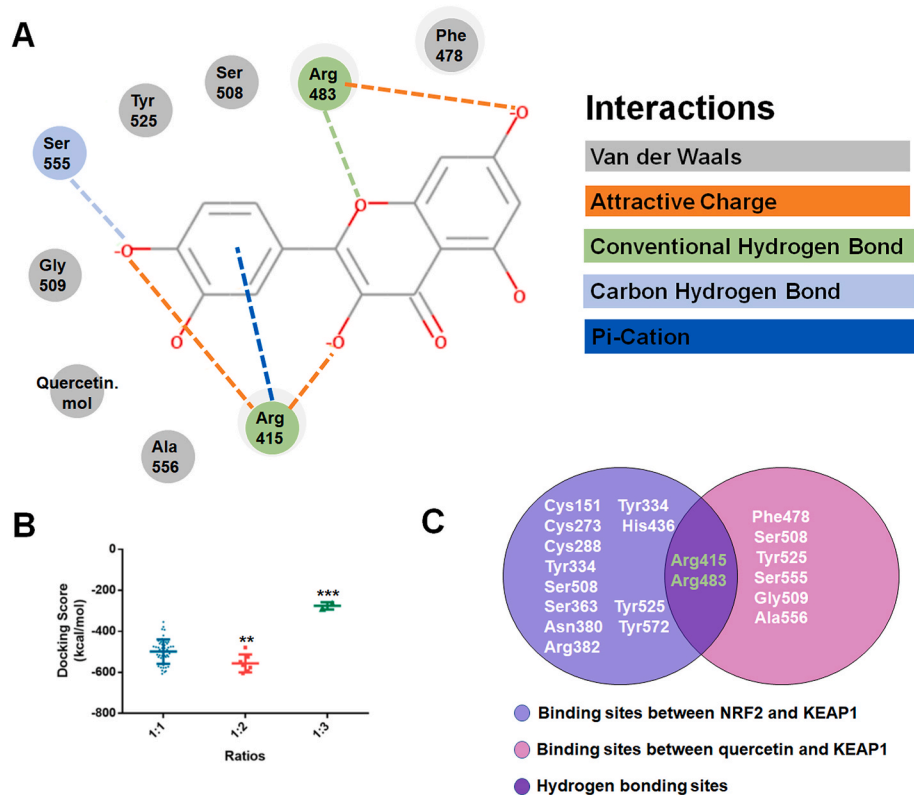 A
Phe
478
Arg
483
Ser
508
Tyr
525
Ser
555
-O
O
-O
Gly
509
O
-O
O
O
Quercetin.
mol
Arg
415
Ala
556
Interactions
Van der Waals
Attractive Charge
Conventional Hydrogen Bond
Carbon Hydrogen Bond
Pi-Cation
B
Docking Score
(kcal/mol)
0
-200
-400
-600
-800
**
***
1:1
1:2
1:3
Ratios
C
Cys151 Tyr334
Cys273 His436
Cys288
Tyr334
Ser508
Ser363 Tyr525
Asn380 Tyr572
Arg382
Arg415
Arg483
Phe478
Ser508
Tyr525
Ser555
Gly509
Ala556
Binding sites between NRF2 and KEAP1
Binding sites between quercetin and KEAP1
Hydrogen bonding sites